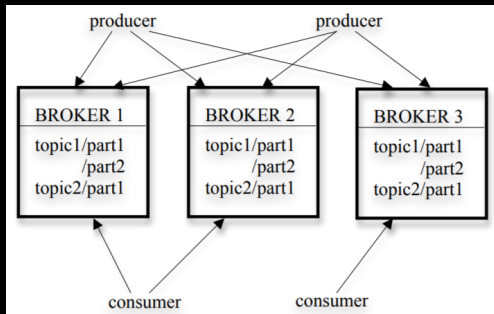 producer producer
BROKER 1 BROKER 2 BROKER 3
topic1/part1 topic1/part1 topic1/part1
/part2 /part2 /part2
topic2/part1 topic2/part1 topic2/part1
consumer consumer